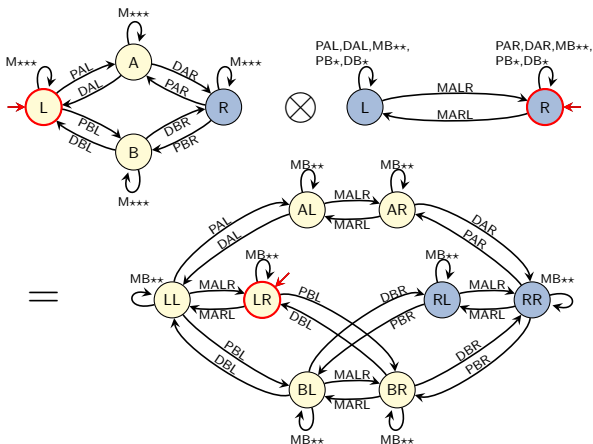 M⋆⋆⋆
A
M⋆⋆⋆
PAL
DAL
DAR
PAR
M⋆⋆⋆
L
R
PBL
DBL
DBR
PBR
B
M⋆⋆⋆
⊗
PAL,DAL,MB⋆⋆,
PB⋆,DB⋆
PAR,DAR,MB⋆⋆,
PB⋆,DB⋆
L
MALR
MARL
R
=
MB⋆⋆
MB⋆⋆
AL
MALR
MARL
AR
PAL
DAL
DAR
PAR
MB⋆⋆
MB⋆⋆
MB⋆⋆
MB⋆⋆
LL
MALR
MARL
LR
PBL
DBL
DBR
PBR
RL
MALR
MARL
RR
PBL
DBL
DBR
PBR
BL
MALR
MARL
BR
MB⋆⋆
MB⋆⋆